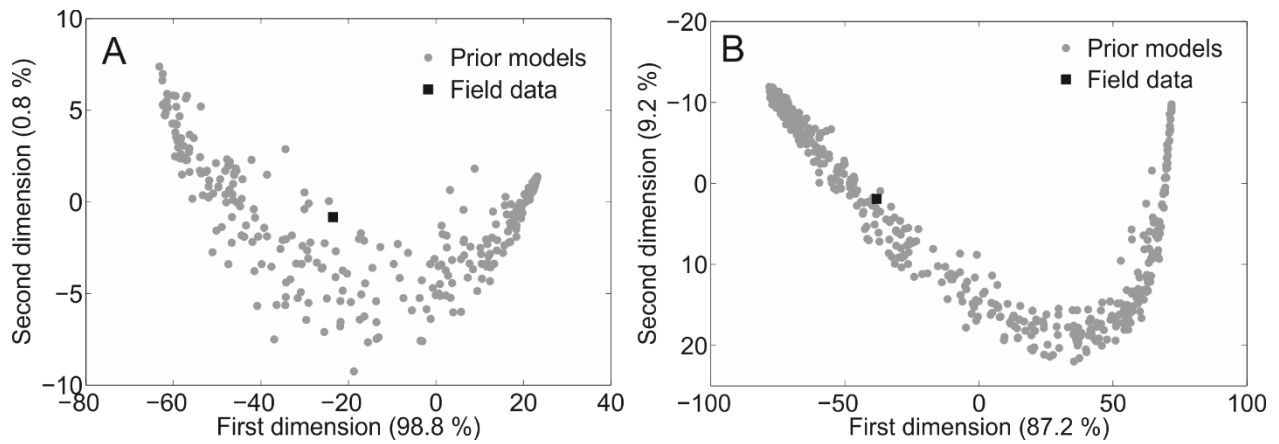 A
Prior models
Field data
10
5
0
−5
−10
−80
−60
−40
−20
0
20
40
Second dimension (0.8 %)
First dimension (98.8 %)
B
Prior models
Field data
−20
−10
0
10
20
−100
−50
0
50
100
Second dimension (9.2 %)
First dimension (87.2 %)